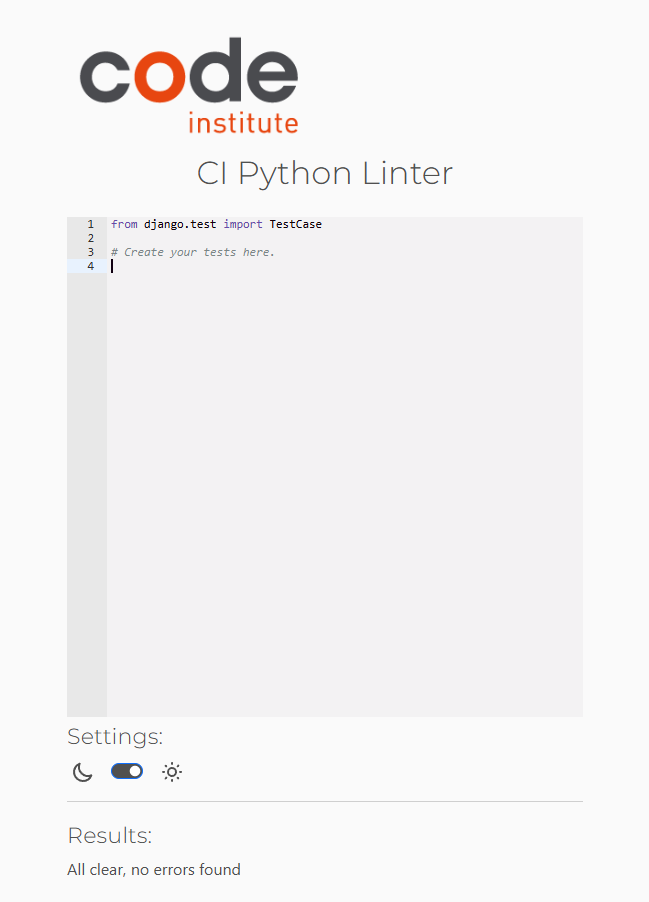 code
institute
CI Python Linter
1 from django.test import TestCase
2
3 # Create your tests here.
4
Settings:
Results:
All clear, no errors found